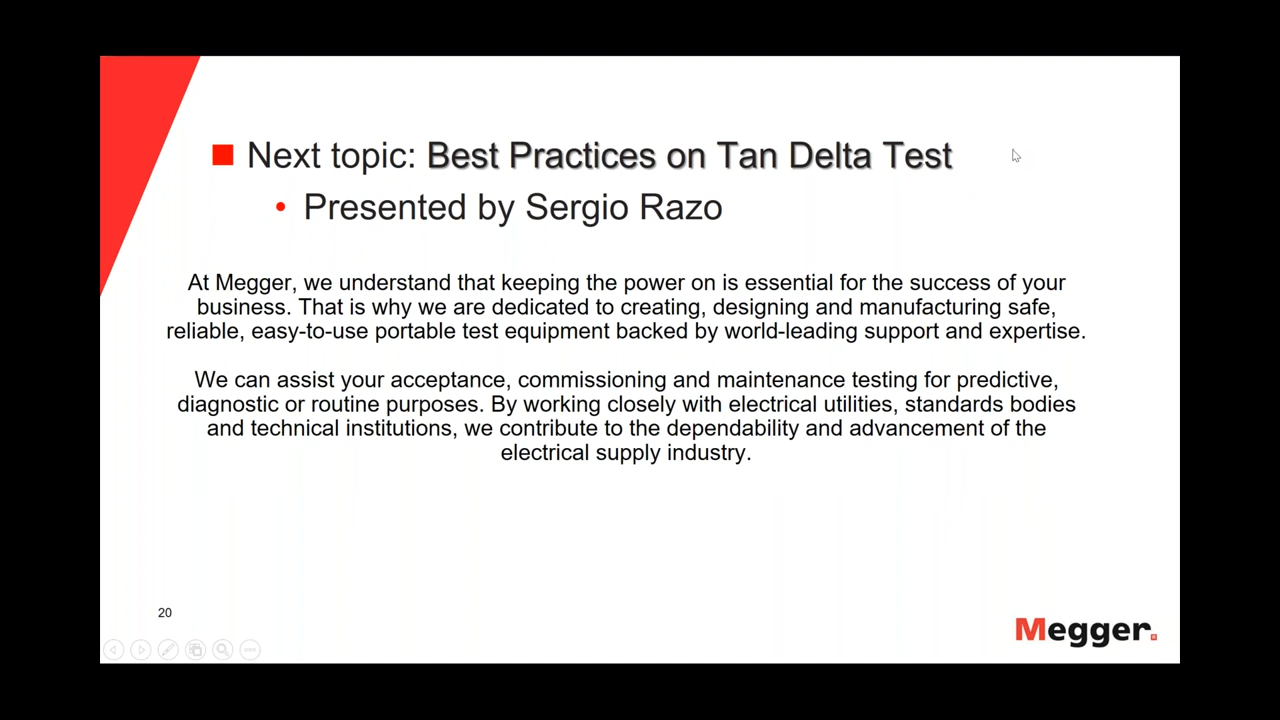 Next topic: Best Practices on Tan Delta Test
Presented by Sergio Razo
At Megger, we understand that keeping the power on is essential for the success of your
business. That is why we are dedicated to creating, designing and manufacturing safe,
reliable, easy-to-use portable test equipment backed by world-leading support and expertise.
We can assist your acceptance, commissioning and maintenance testing for predictive,
diagnostic or routine purposes. By working closely with electrical utilities, standards bodies
and technical institutions, we contribute to the dependability and advancement of the
electrical supply industry.
20
Megger.